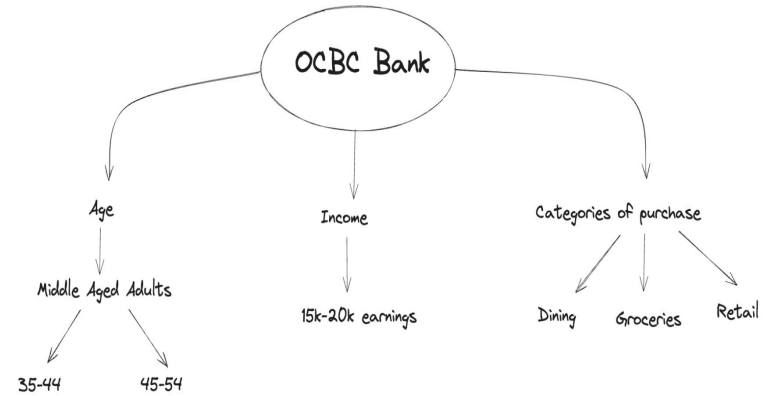 OCBC Bank
Age
Income
Categories of purchase
Middle Aged Adults
15k-20k earnings
Dining
Groceries
Retail
35-44
45-54